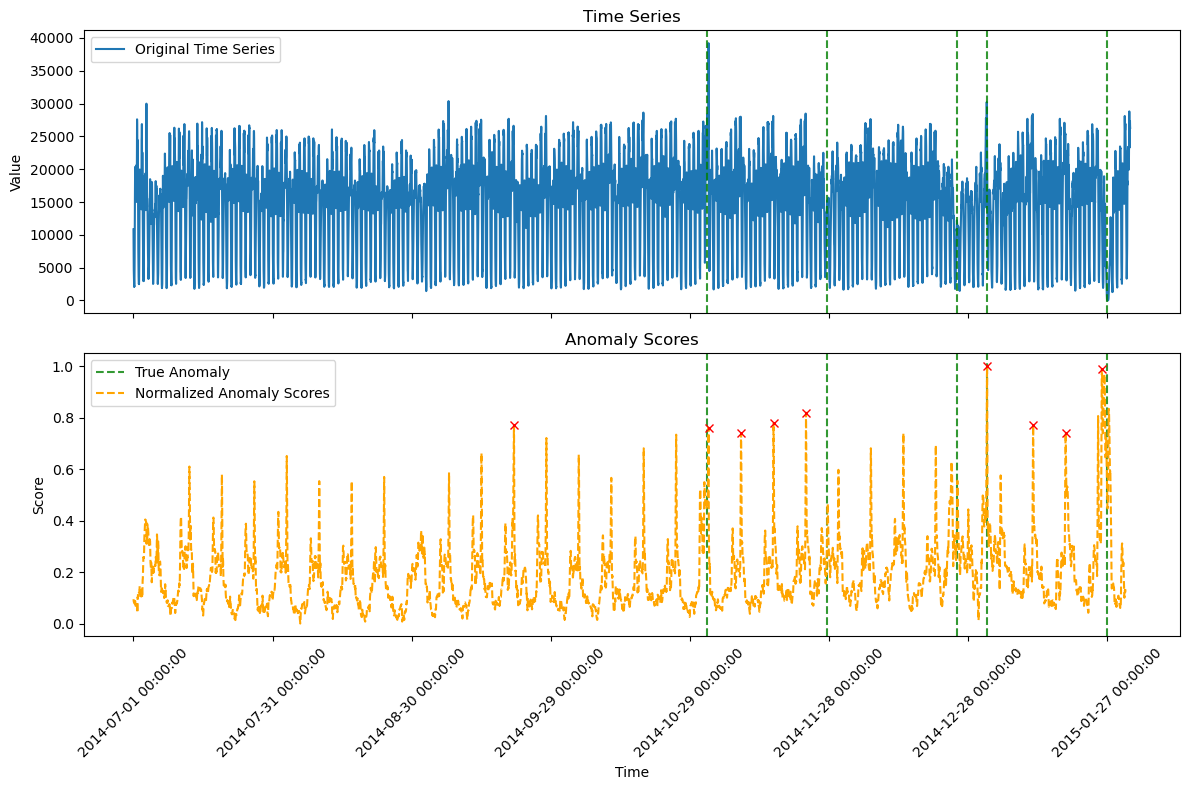 Time Series
Original Time Series
Value
40000
35000
30000
25000
20000
15000
10000
5000
0
Anomaly Scores
True Anomaly
Normalized Anomaly Scores
Score
1.0
0.8
0.6
0.4
0.2
0.0
2014-07-01 00:00:00
2014-07-31 00:00:00
2014-08-30 00:00:00
2014-09-29 00:00:00
2014-10-29 00:00:00
2014-11-28 00:00:00
2014-12-28 00:00:00
2015-01-27 00:00:00
Time